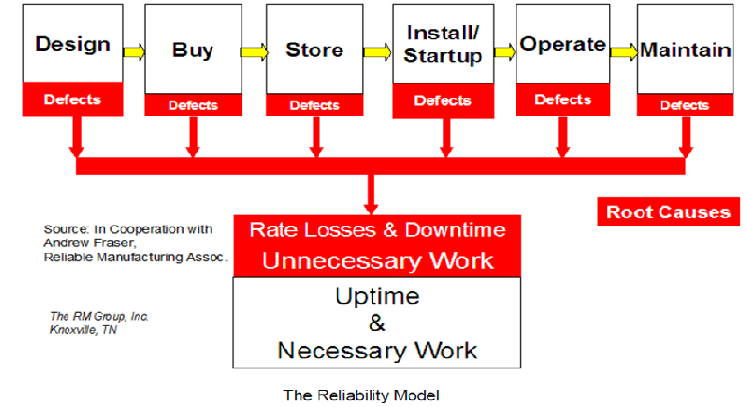 Design
Buy
Store
Install/
Startup
Operate
Maintain
Defects
Defects
Defects
Defects
Defects
Defects
Root Causes
Source: In Cooperation with
Andrew Fraser,
Reliable Manufacturing Assoc.
Rate Losses & Downtime
Unnecessary Work
The RM Group, Inc.
Knoxville, TN
Uptime
&
Necessary Work
The Reliability Model